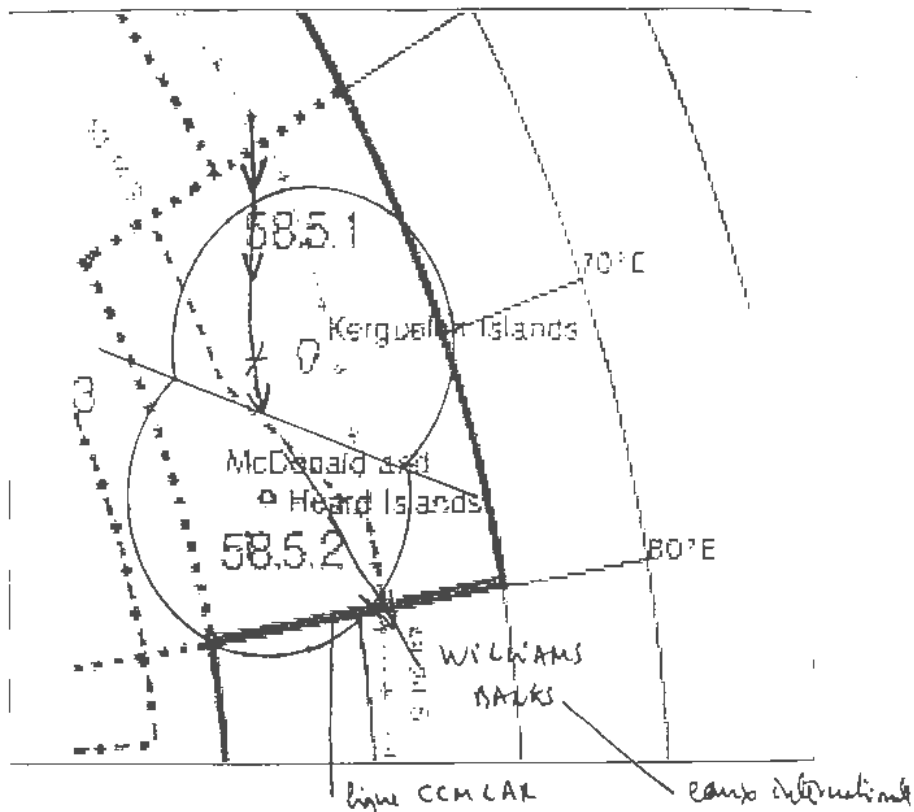 58.5.1
70°E
Kerguelen Islands
McDonald and
Heard Islands
58.5.2
80°E
WILLIAMS
BANKS
ligne CCMLAR
eaux internationales